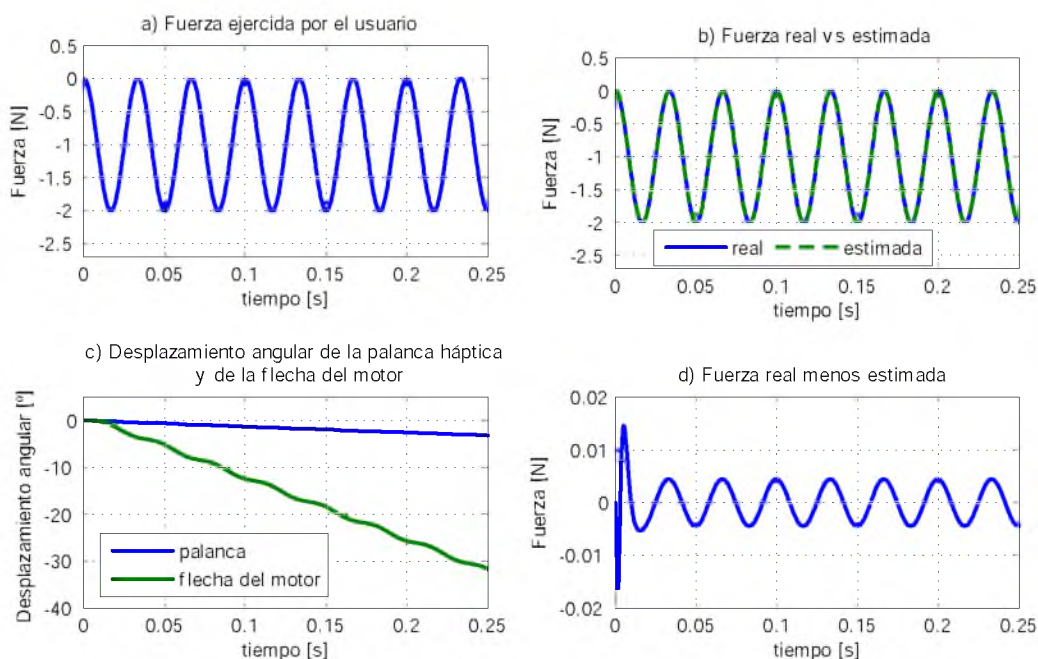 a) Fuerza ejercida por el usuario
0.5
0
-0.5
-1
-1.5
-2
-2.5
Fuerza [N]
0 0.05 0.1 0.15 0.2 0.25
tiempo [s]
b) Fuerza real vs estimada
0.5
0
-0.5
-1
-1.5
-2
-2.5
Fuerza [N]
real estimada
0 0.05 0.1 0.15 0.2 0.25
tiempo [s]
c) Desplazamiento angular de la palanca háptica
y de la flecha del motor
0
-10
-20
-30
-40
Desplazamiento angular [º]
palanca
flecha del motor
0 0.05 0.1 0.15 0.2 0.25
tiempo [s]
d) Fuerza real menos estimada
0.02
0.01
0
-0.01
-0.02
Fuerza [N]
0 0.05 0.1 0.15 0.2 0.25
tiempo [s]